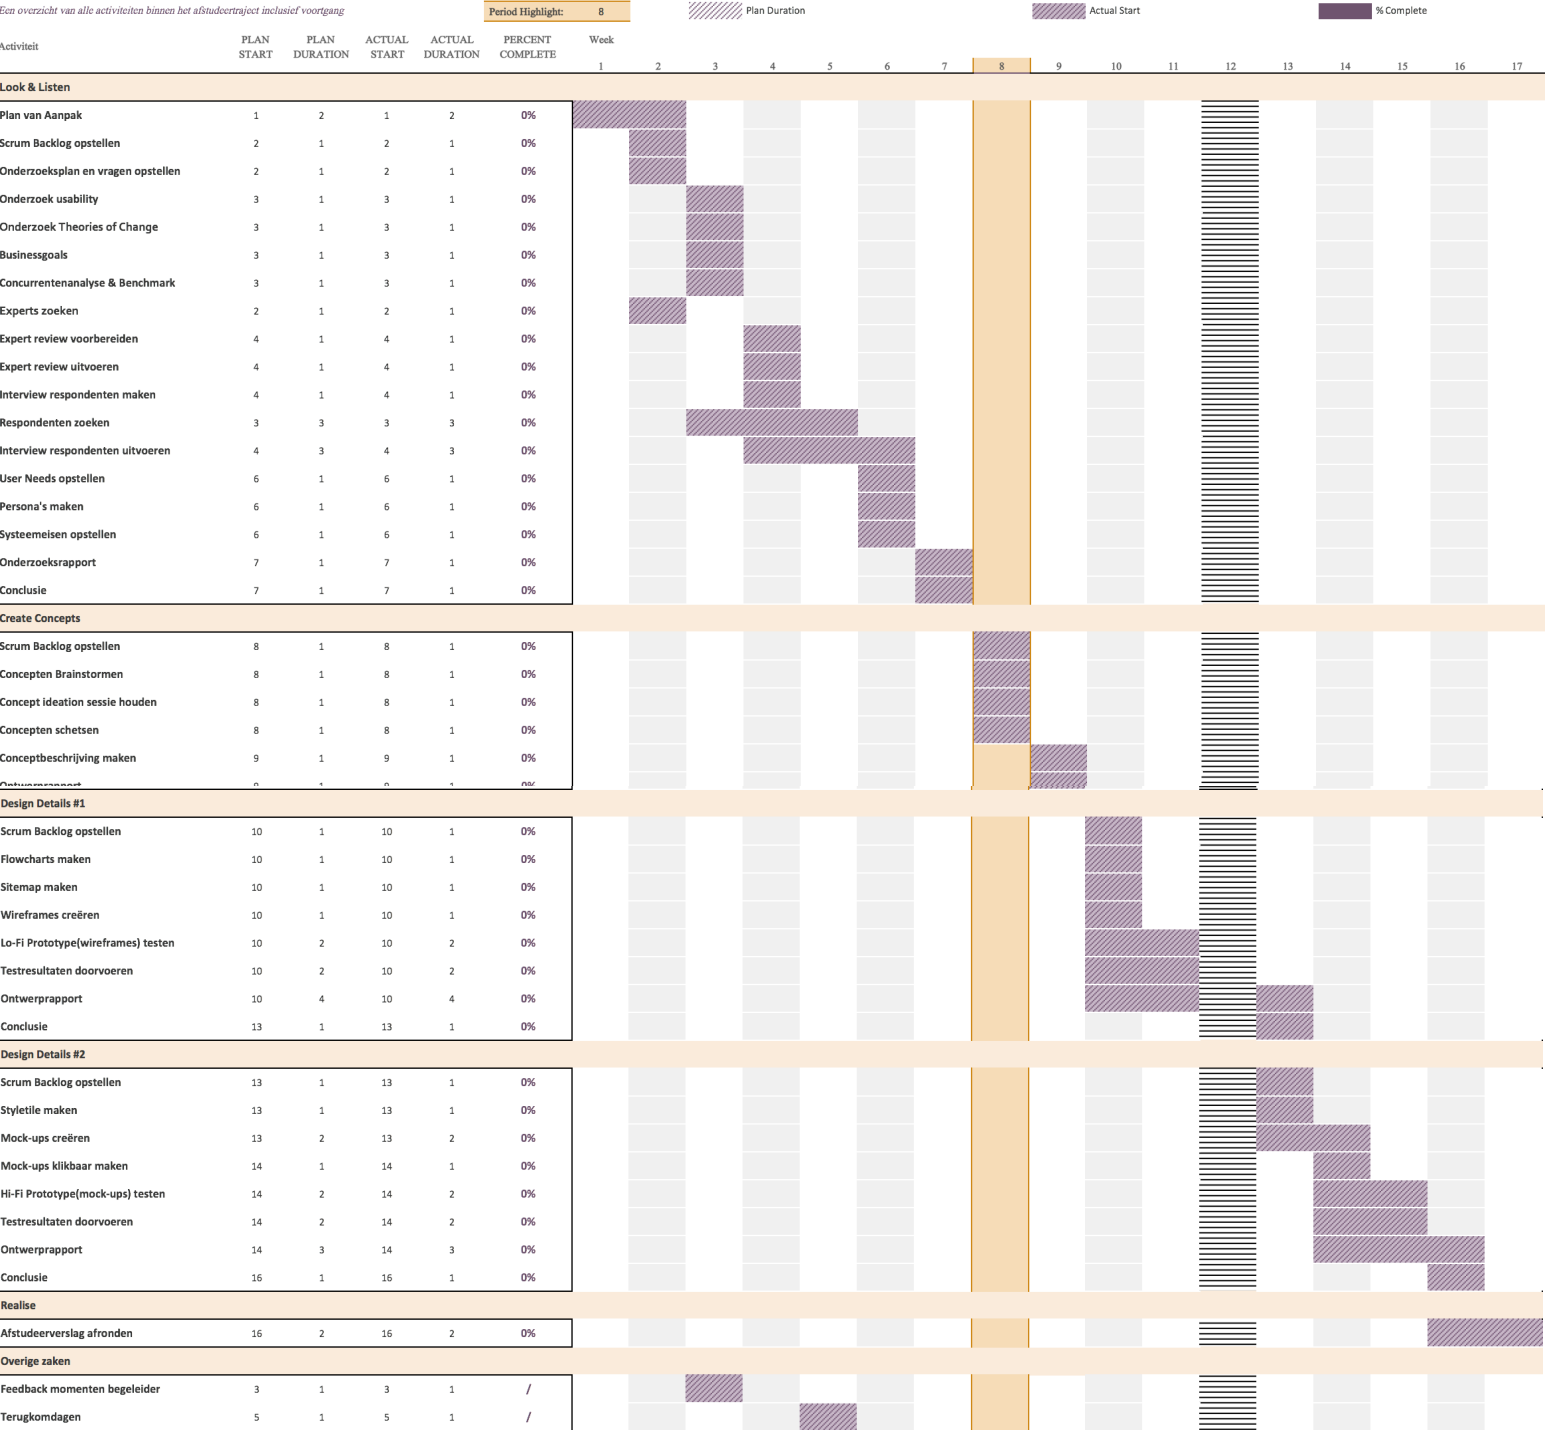 Een overzicht van alle activiteiten binnen het afstudeertraject inclusief voortgang
Period Highlight: 8
Plan Duration
Actual Start
% Complete
Activiteit PLAN START PLAN DURATION ACTUAL START ACTUAL DURATION PERCENT COMPLETE Week
1 2 3 4 5 6 7 8 9 10 11 12 13 14 15 16 17
Look & Listen
Plan van Aanpak 1 2 1 2 0%
Scrum Backlog opstellen 2 1 2 1 0%
Onderzoeksplan en vragen opstellen 2 1 2 1 0%
Onderzoek usability 3 1 3 1 0%
Onderzoek Theories of Change 3 1 3 1 0%
Businessgoals 3 1 3 1 0%
Concurrentenanalyse & Benchmark 3 1 3 1 0%
Experts zoeken 2 1 2 1 0%
Expert review voorbereiden 4 1 4 1 0%
Expert review uitvoeren 4 1 4 1 0%
Interview respondenten maken 4 1 4 1 0%
Respondenten zoeken 3 3 3 3 0%
Interview respondenten uitvoeren 4 3 4 3 0%
User Needs opstellen 6 1 6 1 0%
Persona's maken 6 1 6 1 0%
Systeemeisen opstellen 6 1 6 1 0%
Onderzoeksrapport 7 1 7 1 0%
Conclusie 7 1 7 1 0%
Create Concepts
Scrum Backlog opstellen 8 1 8 1 0%
Concepten Brainstormen 8 1 8 1 0%
Concept ideation sessie houden 8 1 8 1 0%
Concepten schetsen 8 1 8 1 0%
Conceptbeschrijving maken 9 1 9 1 0%
Ontwerprapport 9 1 9 1 0%
Design Details #1
Scrum Backlog opstellen 10 1 10 1 0%
Flowcharts maken 10 1 10 1 0%
Sitemap maken 10 1 10 1 0%
Wireframes creëren 10 1 10 1 0%
Lo-Fi Prototype(wireframes) testen 10 2 10 2 0%
Testresultaten doorvoeren 10 2 10 2 0%
Ontwerprapport 10 4 10 4 0%
Conclusie 13 1 13 1 0%
Design Details #2
Scrum Backlog opstellen 13 1 13 1 0%
Styletile maken 13 1 13 1 0%
Mock-ups creëren 13 2 13 2 0%
Mock-ups klikbaar maken 14 1 14 1 0%
Hi-Fi Prototype(mock-ups) testen 14 2 14 2 0%
Testresultaten doorvoeren 14 2 14 2 0%
Ontwerprapport 14 3 14 3 0%
Conclusie 16 1 16 1 0%
Realise
Afstudeerverslag afronden 16 2 16 2 0%
Overige zaken
Feedback momenten begeleider 3 1 3 1 /
Terugkomdagen 5 1 5 1 /